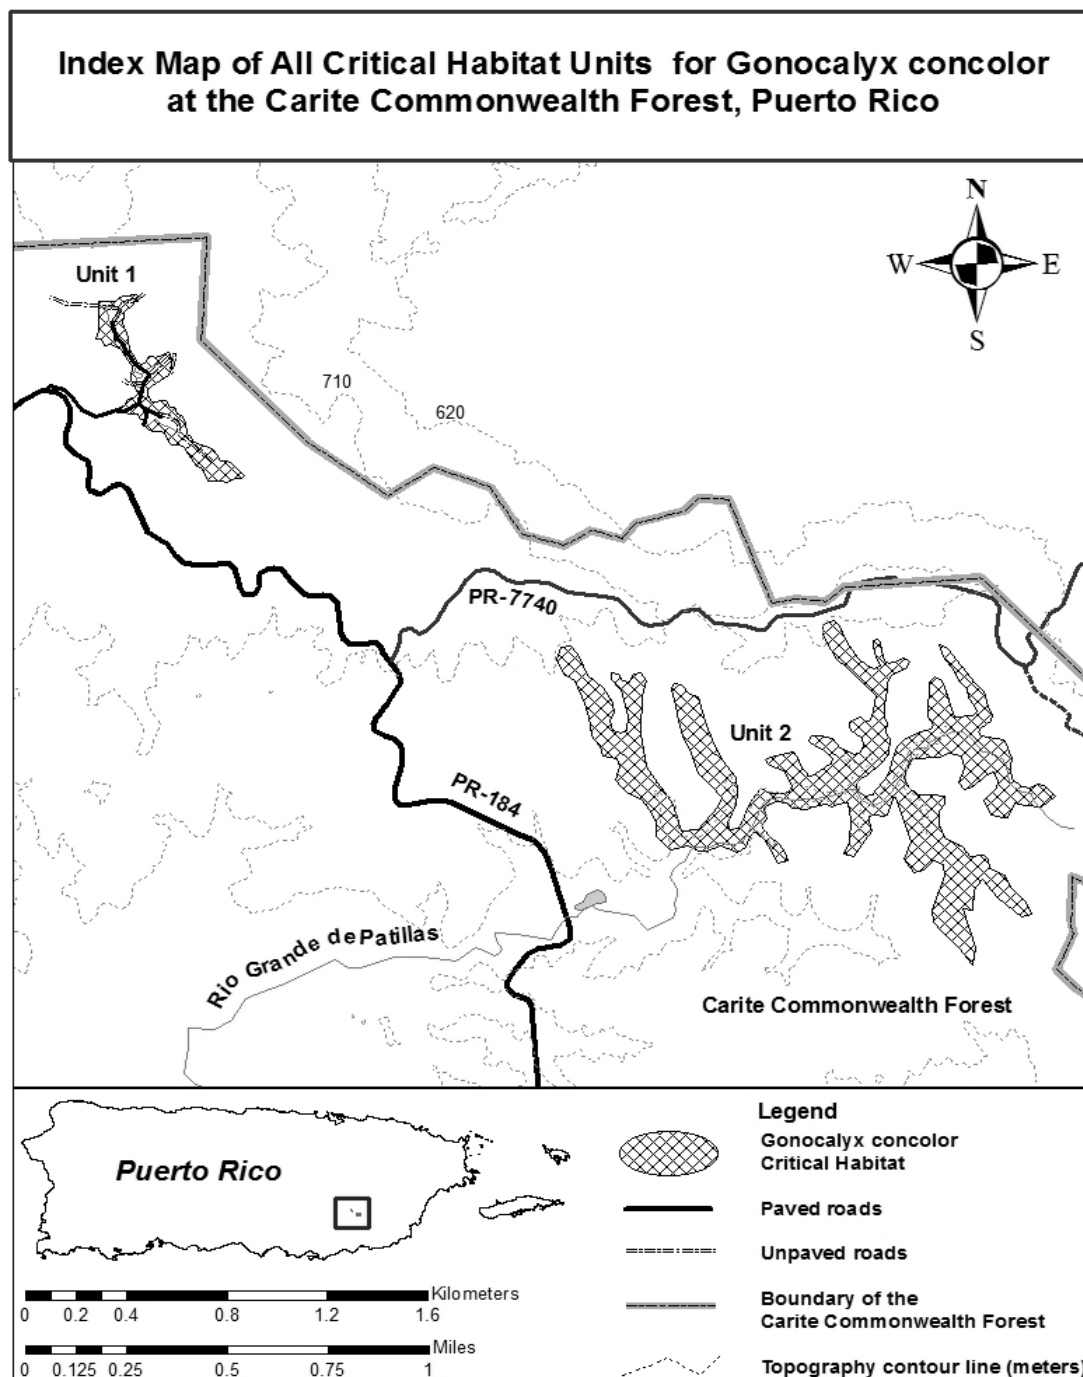 Index Map of All Critical Habitat Units for Gonocalyx concolor
at the Carite Commonwealth Forest, Puerto Rico
N
W
E
S
Unit 1
710
620
PR-7740
Unit 2
PR-184
Rio Grande de Patillas
Carite Commonwealth Forest
Puerto Rico
Kilometers
0 0.2 0.4 0.8 1.2 1.6
Miles
0 0.125 0.25 0.5 0.75 1
Legend
Gonocalyx concolor
Critical Habitat
Paved roads
Unpaved roads
Boundary of the
Carite Commonwealth Forest
Topography contour line (meters)